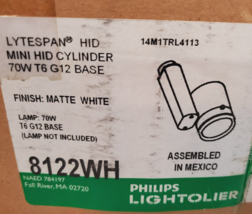 LYTESPAN® HID
14M1TRL4113
MINI HID CYLINDER
70W T6 G12 BASE
FINISH: MATTE WHITE
LAMP: 70W
T6 G12 BASE
(LAMP NOT INCLUDED)
8122WH
ASSEMBLED
IN MEXICO
NAED 784197
Fall River, MA 02720
PHILIPS
LIGHTOLIER